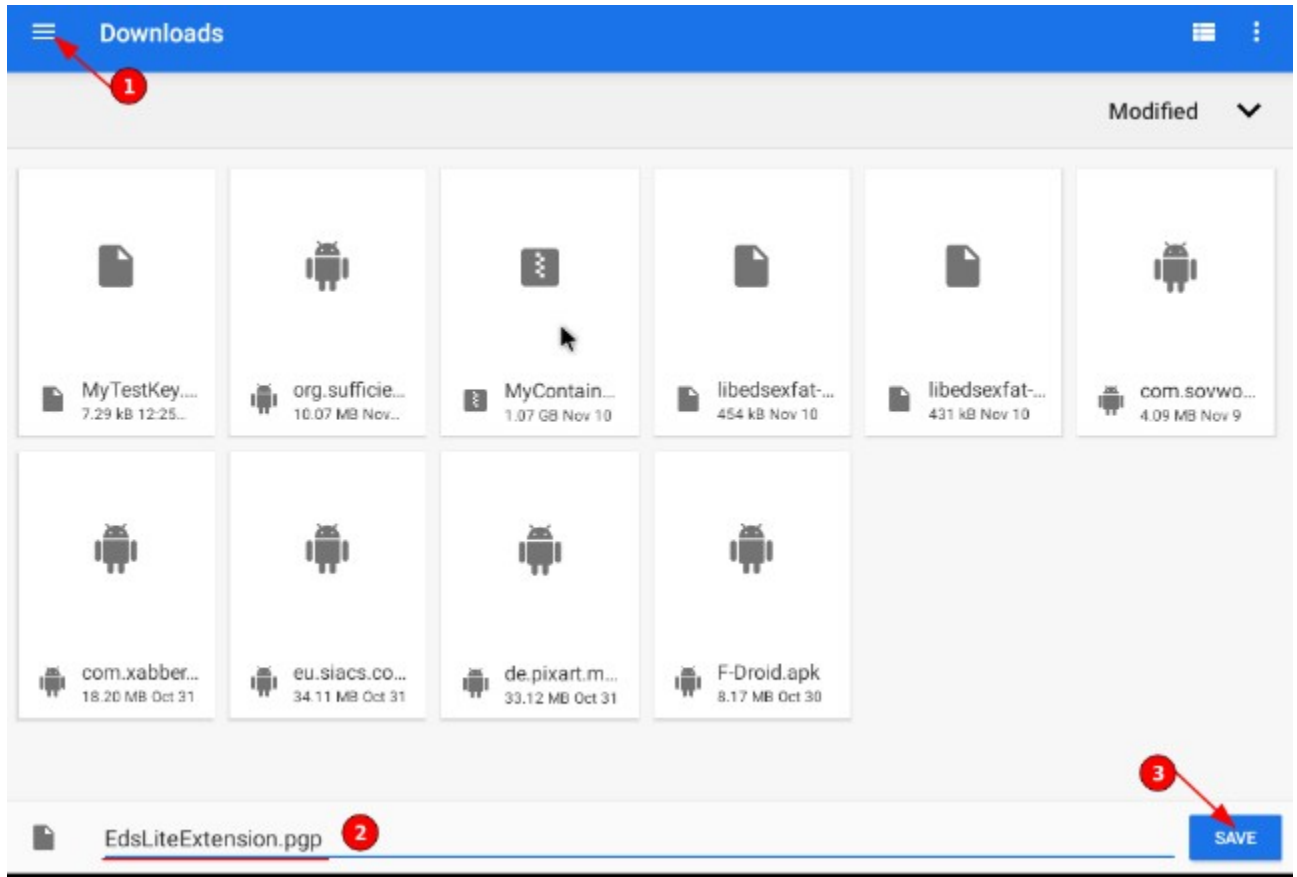 Downloads
1
Modified
MyTestKey....
7.29 kB 12:25...
org.sufficie...
10.07 MB Nov...
MyContain...
1.07 GB Nov 10
libedsexfat-...
454 kB Nov 10
libedsexfat-...
431 kB Nov 10
com.sovwo...
4.09 MB Nov 9
com.xabber...
18.20 MB Oct 31
eu.siacs.co...
34.11 MB Oct 31
de.pixart.m...
33.12 MB Oct 31
F-Droid.apk
8.17 MB Oct 30
3
EdsLiteExtension.pgp 2
SAVE